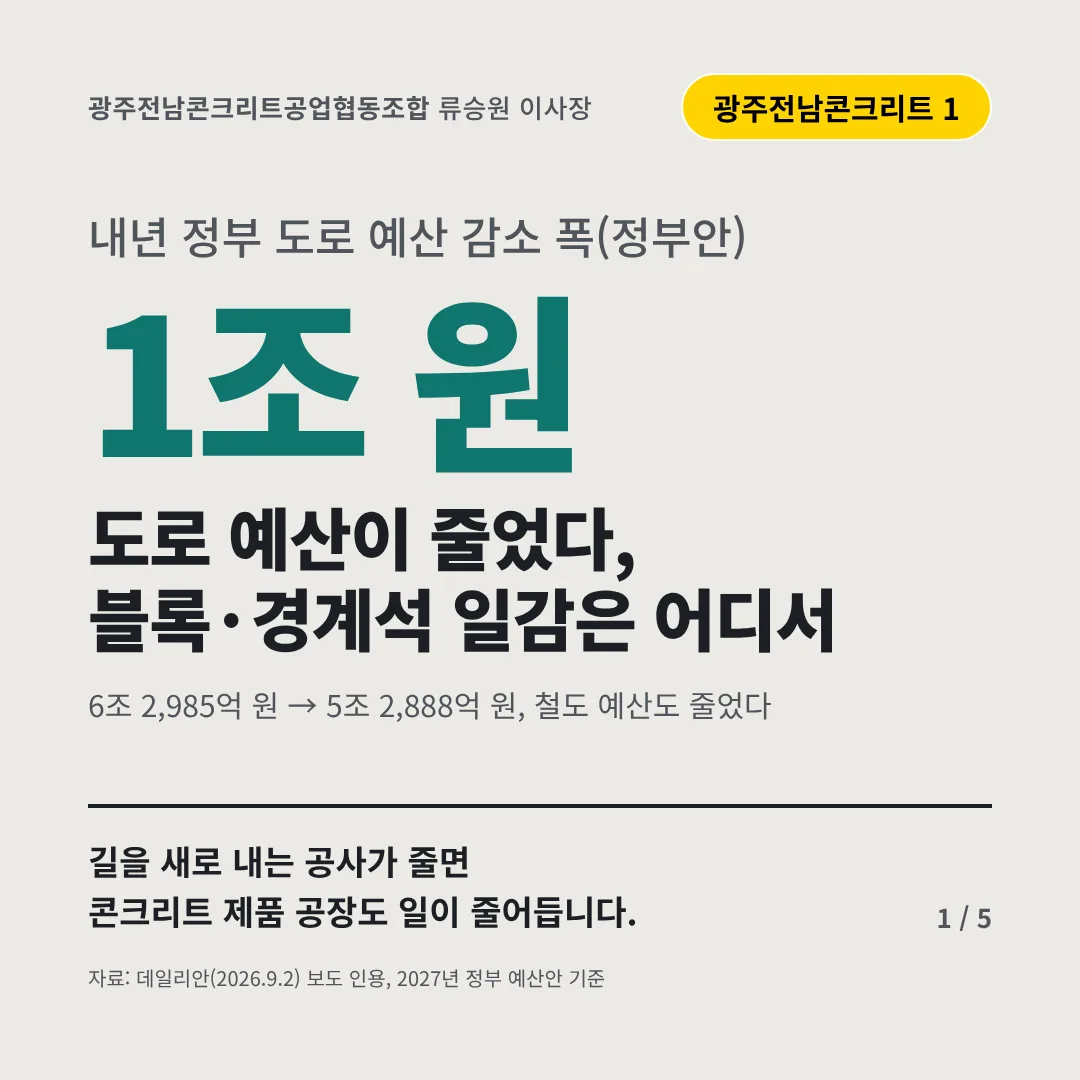 광주전남콘크리트공업협동조합 류승원 이사장
광주전남콘크리트 1
내년 정부 도로 예산 감소 폭(정부안)
1조 원
도로 예산이 줄었다,
블록·경계석 일감은 어디서
6조 2,985억 원 → 5조 2,888억 원, 철도 예산도 줄었다
길을 새로 내는 공사가 줄면
콘크리트 제품 공장도 일이 줄어듭니다.
1 / 5
자료: 데일리안(2026.9.2) 보도 인용, 2027년 정부 예산안 기준